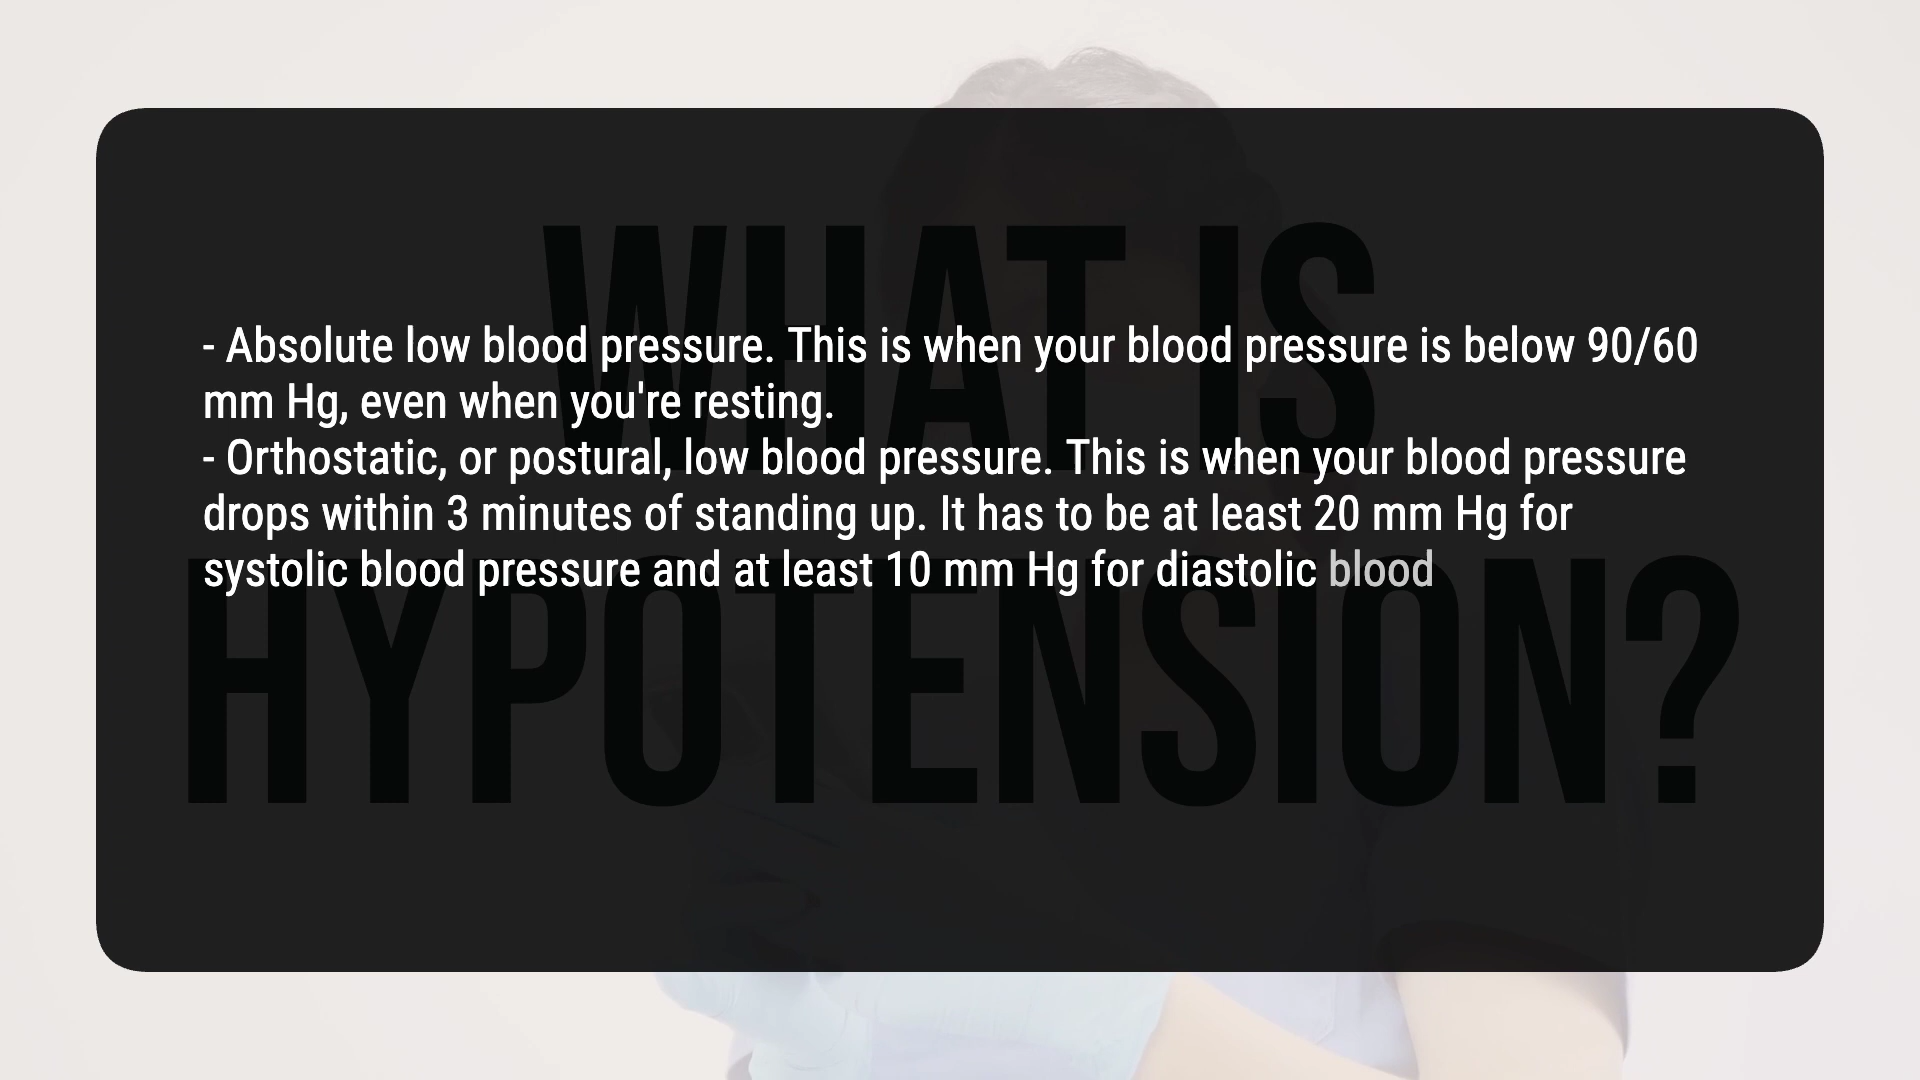 WHAT IS
HYPOTENSION?
- Absolute low blood pressure. This is when your blood pressure is below 90/60
mm Hg, even when you're resting.
- Orthostatic, or postural, low blood pressure. This is when your blood pressure
drops within 3 minutes of standing up. It has to be at least 20 mm Hg for
systolic blood pressure and at least 10 mm Hg for diastolic blood